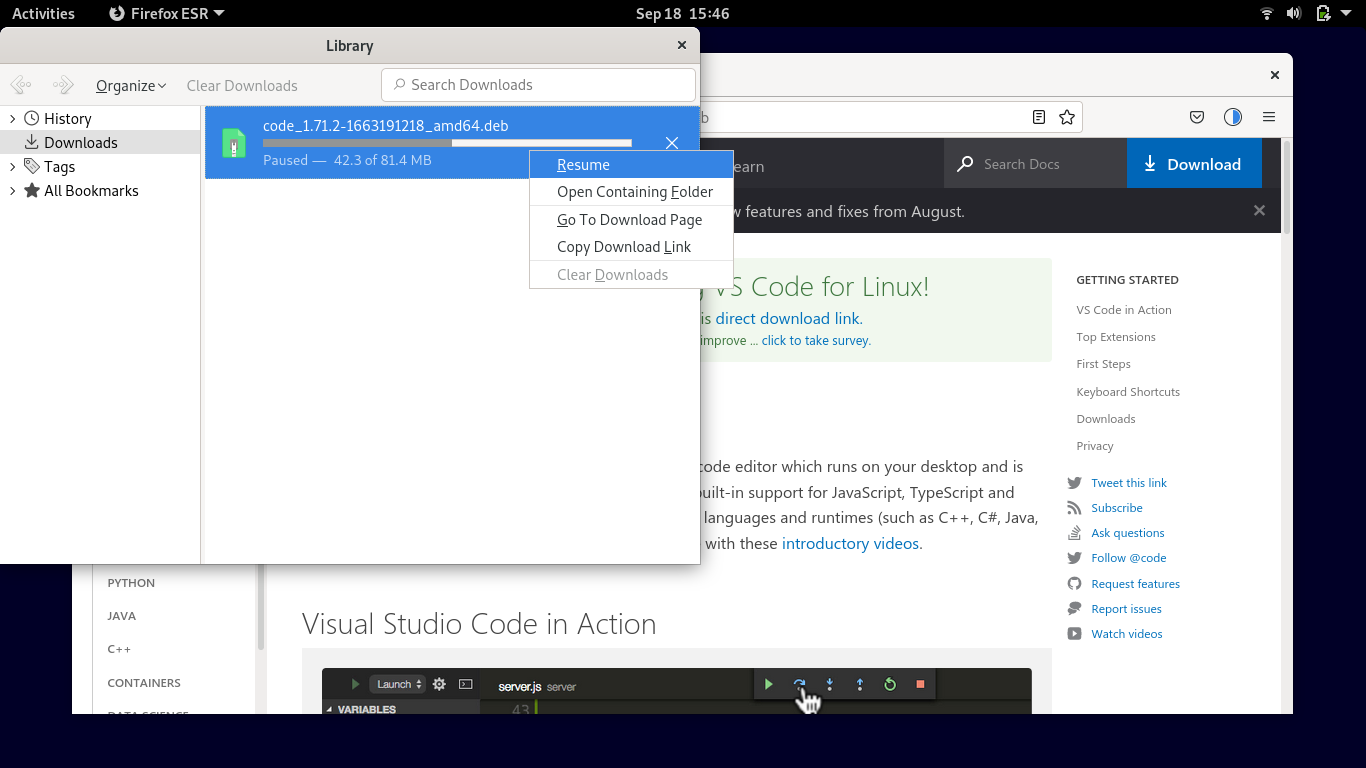 Activities
Firefox ESR
Sep 18 15:46
Library
Organize
Clear Downloads
Search Downloads
History
Downloads
Tags
All Bookmarks
code_1.71.2-1663191218_amd64.deb
Paused — 42.3 of 81.4 MB
Resume
Open Containing Folder
Go To Download Page
Copy Download Link
Clear Downloads
b
earn
Search Docs
Download
w features and fixes from August.
VS Code for Linux!
is direct download link.
improve ... click to take survey.
code editor which runs on your desktop and is
built-in support for JavaScript, TypeScript and
languages and runtimes (such as C++, C#, Java,
with these introductory videos.
GETTING STARTED
VS Code in Action
Top Extensions
First Steps
Keyboard Shortcuts
Downloads
Privacy
Tweet this link
Subscribe
Ask questions
Follow @code
Request features
Report issues
Watch videos
PYTHON
JAVA
C++
CONTAINERS
DATA SCIENCE
Visual Studio Code in Action
Launch
server.js server
VARIABLES
43